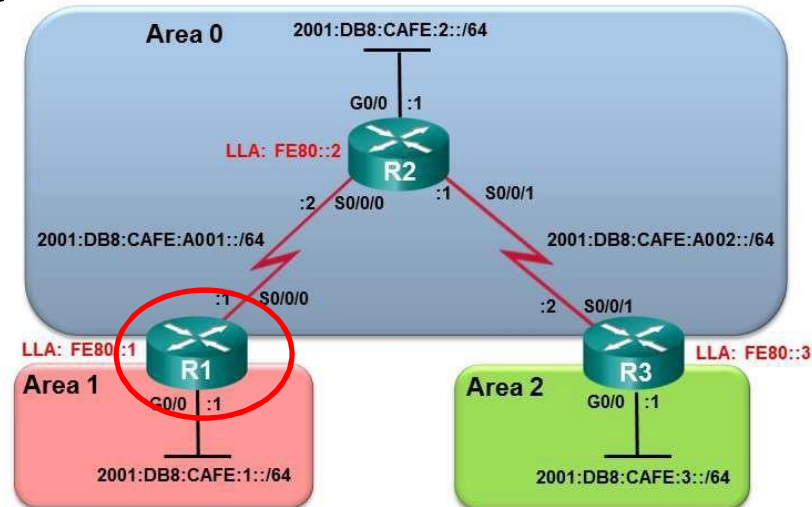 Area 0
2001:DB8:CAFE:2::/64
G0/0 :1
LLA: FE80::2
R2
:2 S0/0/0
:1 S0/0/1
2001:DB8:CAFE:A001::/64
2001:DB8:CAFE:A002::/64
:1 S0/0/0
:2 S0/0/1
LLA: FE80::1
R1
R3
LLA: FE80::3
Area 1
G0/0 :1
2001:DB8:CAFE:1::/64
Area 2
G0/0 :1
2001:DB8:CAFE:3::/64